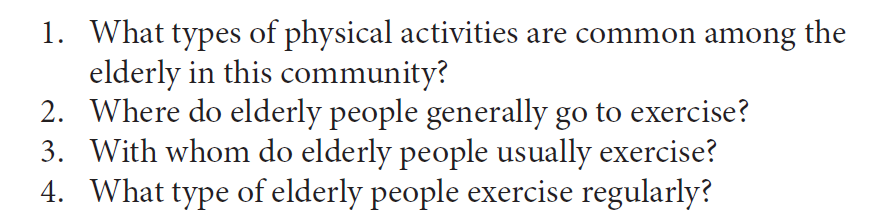 1. What types of physical activities are common among the
elderly in this community?
2. Where do elderly people generally go to exercise?
3. With whom do elderly people usually exercise?
4. What type of elderly people exercise regularly?